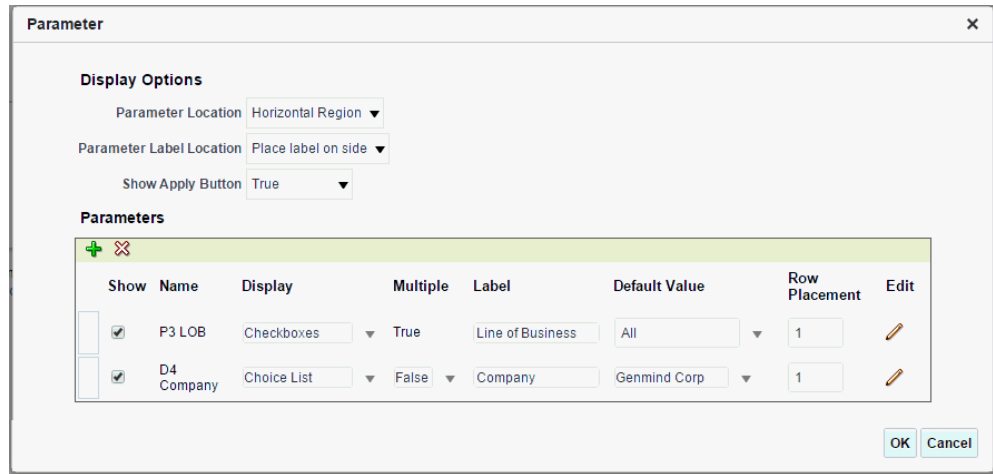 Parameter
Display Options
Parameter Location Horizontal Region
Parameter Label Location Place label on side
Show Apply Button True
Parameters
Show Name Display Multiple Label Default Value Row Placement Edit
P3 LOB Checkboxes True Line of Business All 1
D4 Company Choice List False Company Genmind Corp 1
OK Cancel